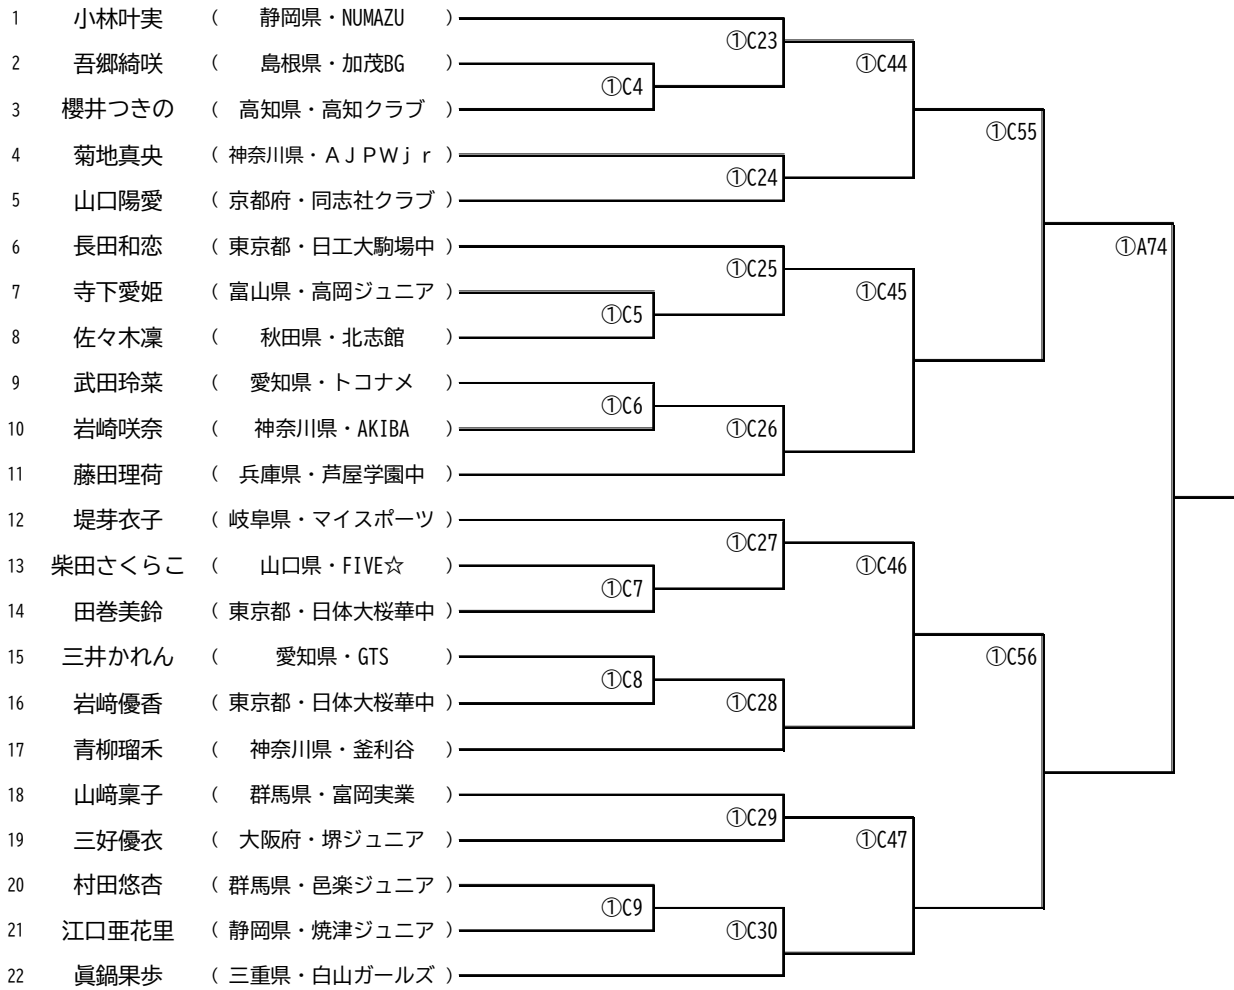 1 小林叶実 ( 静岡県・NUMAZU )
①C23
2 吾郷綺咲 ( 島根県・加茂BG )
①C44
①C4
3 櫻井つきの ( 高知県・高知クラブ )
①C55
4 菊地真央 ( 神奈川県・ＡＪＰＷｊｒ )
①C24
5 山口陽愛 ( 京都府・同志社クラブ )
6 長田和恋 ( 東京都・日工大駒場中 )
①A74
①C25
7 寺下愛姫 ( 富山県・高岡ジュニア )
①C45
①C5
8 佐々木凜 ( 秋田県・北志館 )
9 武田玲菜 ( 愛知県・トコナメ )
①C6
10 岩崎咲奈 ( 神奈川県・AKIBA )
①C26
11 藤田理荷 ( 兵庫県・芦屋学園中 )
12 堤芽衣子 ( 岐阜県・マイスポーツ )
①C27
13 柴田さくらこ ( 山口県・FIVE☆ )
①C46
①C7
14 田巻美鈴 ( 東京都・日体大桜華中 )
15 三井かれん ( 愛知県・GTS )
①C56
①C8
16 岩﨑優香 ( 東京都・日体大桜華中 )
①C28
17 青柳瑠禾 ( 神奈川県・釜利谷 )
18 山﨑稟子 ( 群馬県・富岡実業 )
①C29
19 三好優衣 ( 大阪府・堺ジュニア )
①C47
20 村田悠杏 ( 群馬県・邑楽ジュニア )
①C9
21 江口亜花里 ( 静岡県・焼津ジュニア )
①C30
22 眞鍋果歩 ( 三重県・白山ガールズ )